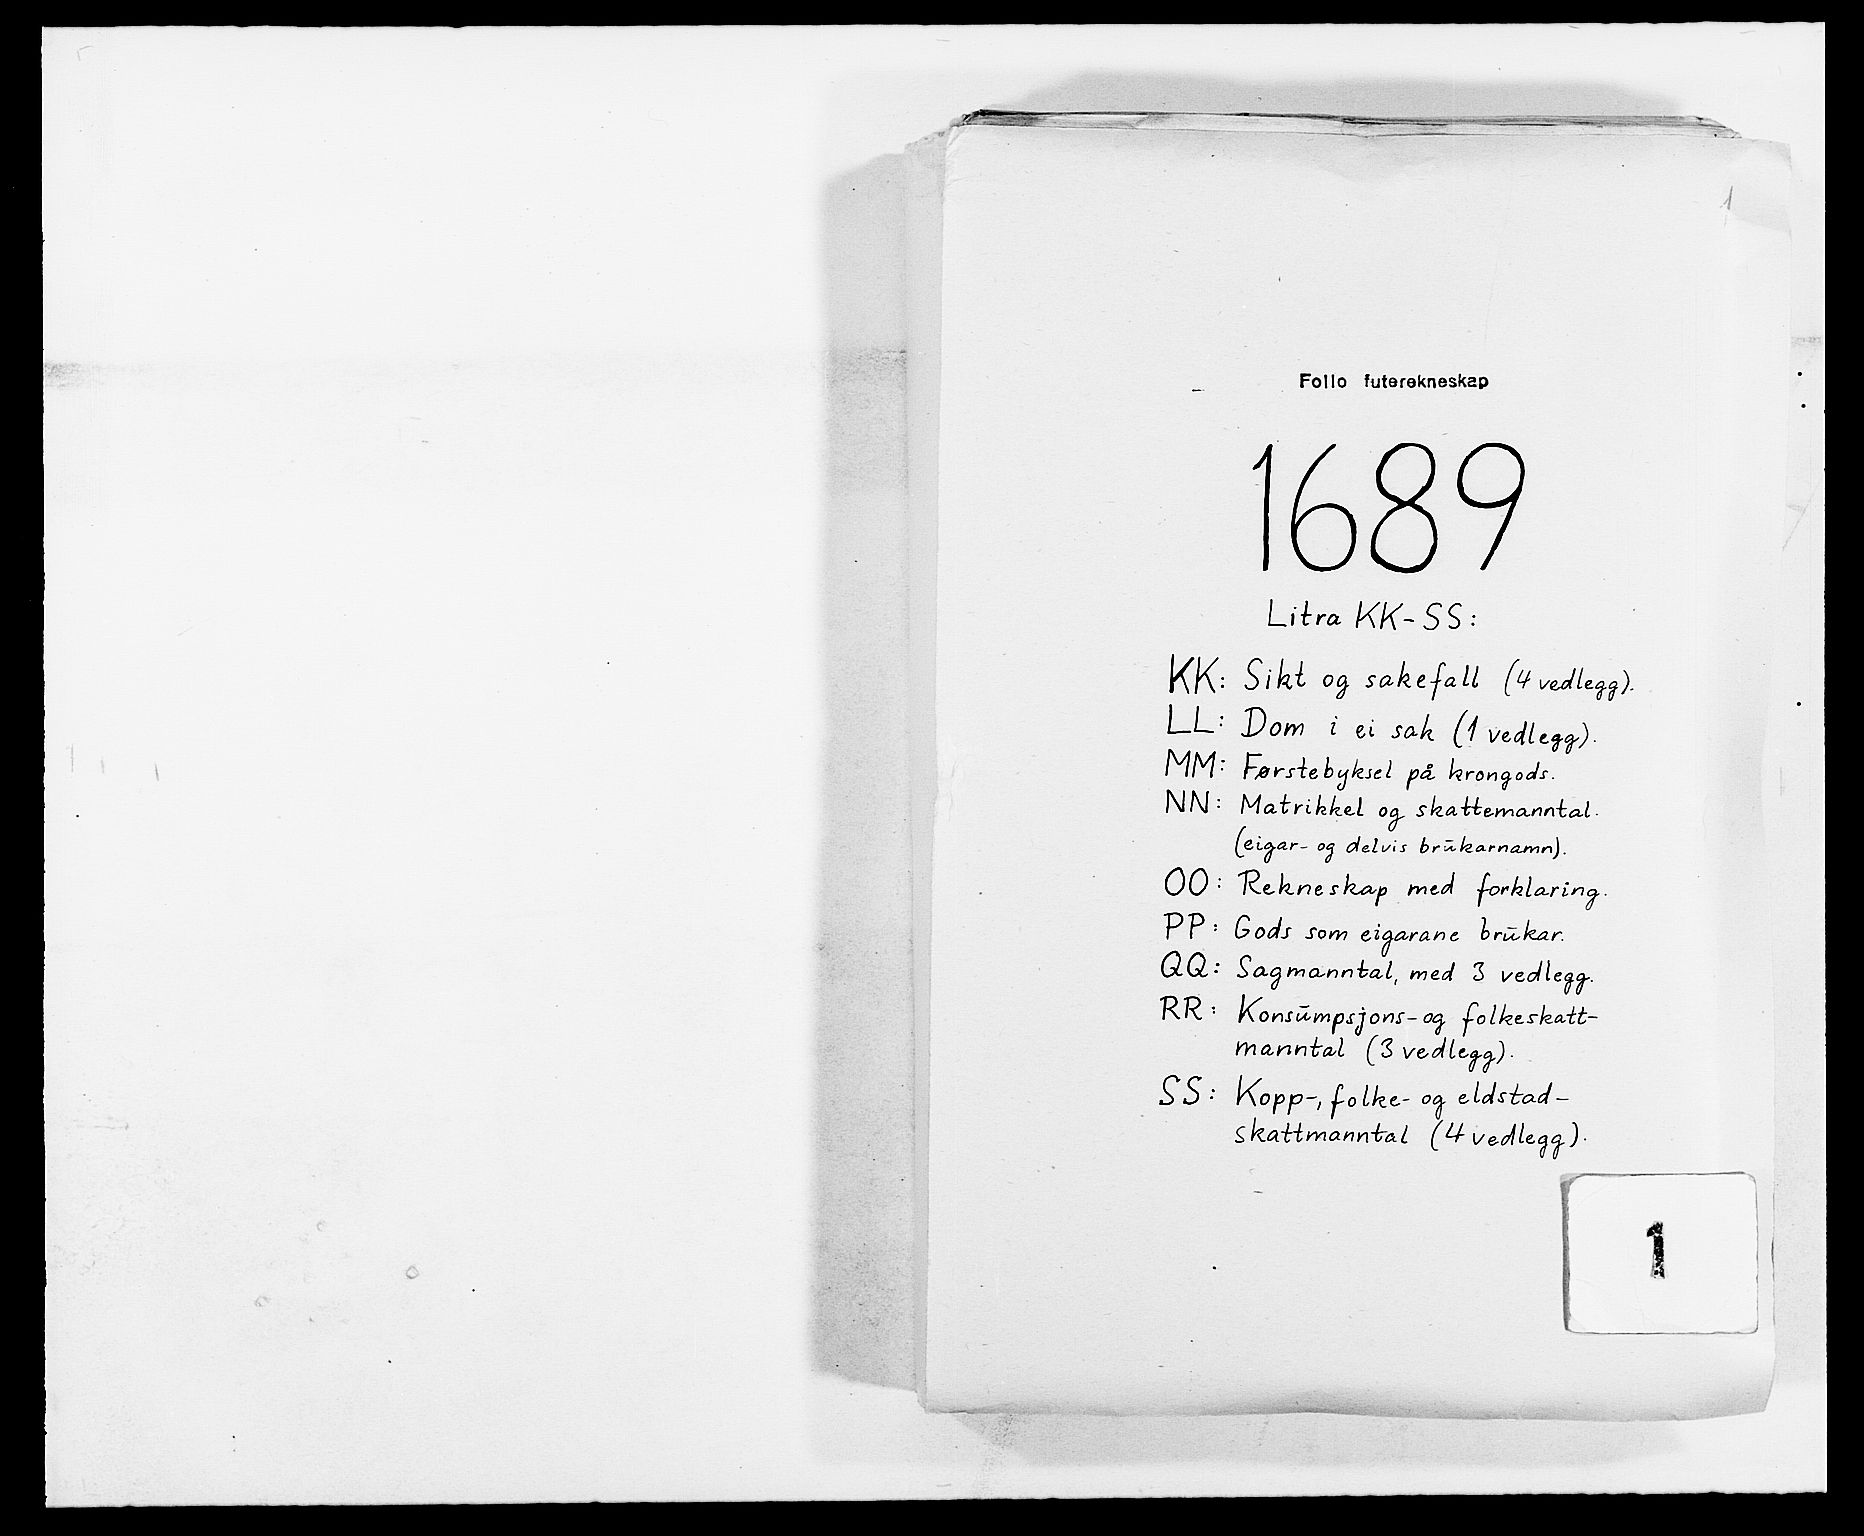 1
Follo futerekneskap
1689
Litra KK-SS:
KK: Sikt og sakefall (4 vedlegg).
LL: Dom i ei sak (1 vedlegg).
MM: Førstebyksel på krongods.
NN: Matrikkel og skattemanntal.
(eigar- og delvis brūkarnamn).
OO: Rekneskap med forklaring.
PP: Gods som eigarane brūkar.
QQ: Sagmanntal, med 3 vedlegg.
RR: Konsūmpsjons- og folkeskatt-
manntal (3 vedlegg).
SS: Kopp-, folke- og eldstad-
skattmanntal (4 vedlegg).
1